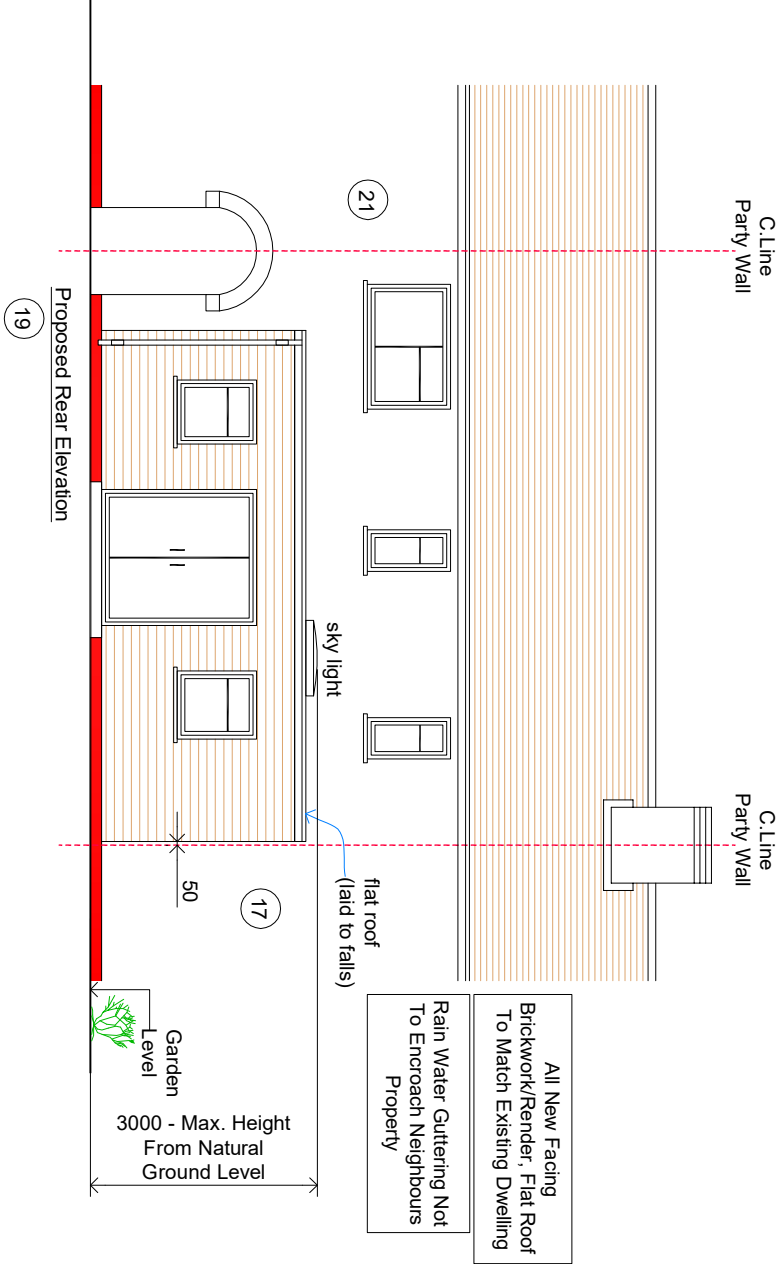 C.Line
Party Wall
C.Line
Party Wall
All New Facing
Brickwork/Render, Flat Roof
To Match Existing Dwelling
Rain Water Guttering Not
To Encroach Neighbours
Property
21
sky light
flat roof
(laid to falls)
17
50
Garden
Level
3000 - Max. Height
From Natural
Ground Level
Proposed Rear Elevation
19